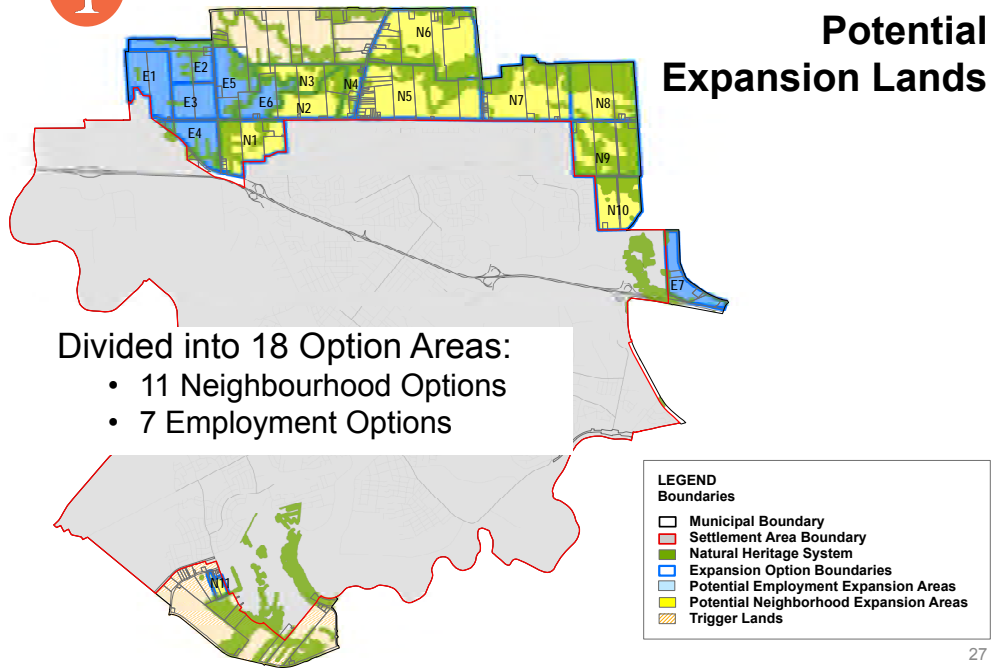 1
Potential
Expansion Lands
N6
E1
E2
E5
N3
N4
E3
E6
N2
N5
N7
N8
E4
N1
N9
N10
E7
Divided into 18 Option Areas:
• 11 Neighbourhood Options
• 7 Employment Options
N11
LEGEND
Boundaries
Municipal Boundary
Settlement Area Boundary
Natural Heritage System
Expansion Option Boundaries
Potential Employment Expansion Areas
Potential Neighborhood Expansion Areas
Trigger Lands
27